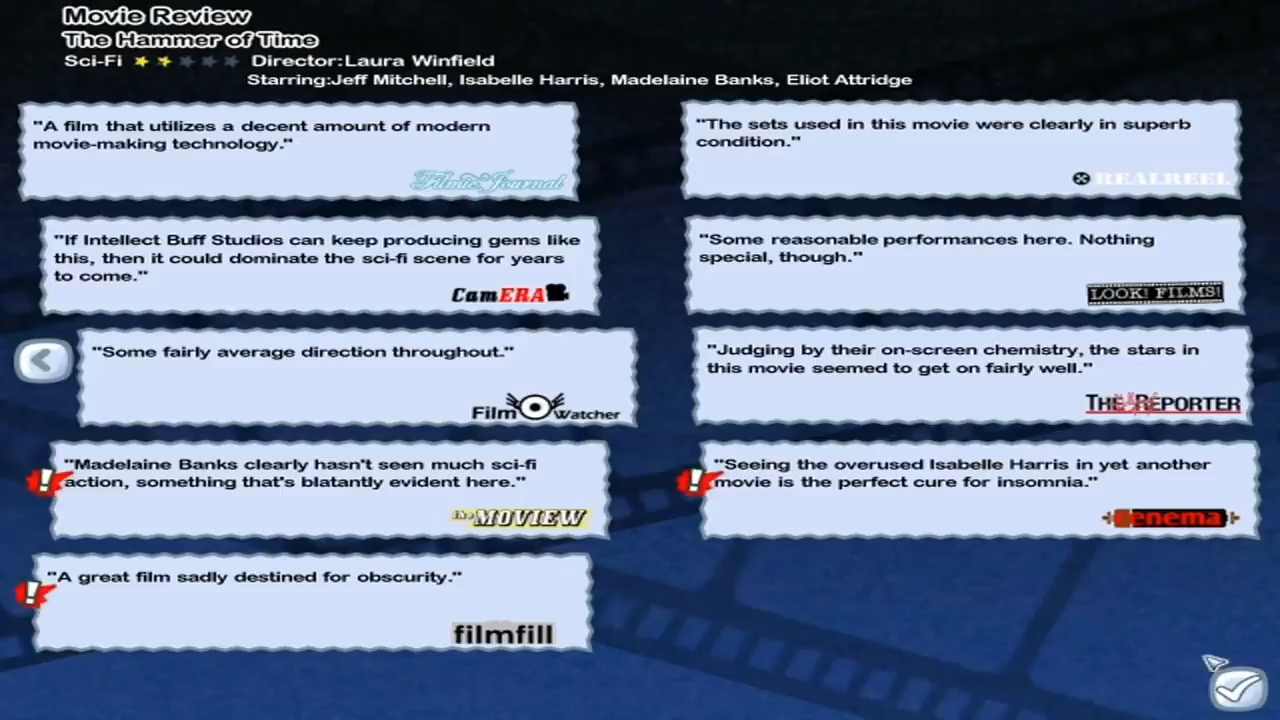 Movie Review
The Hammer of Time
Sci-Fi Director:Laura Winfield
Starring:Jeff Mitchell, Isabelle Harris, Madelaine Banks, Eliot Attridge
"A film that utilizes a decent amount of modern
movie-making technology."
Filmic Journal
"The sets used in this movie were clearly in superb
condition."
REALREEL
"If Intellect Buff Studios can keep producing gems like
this, then it could dominate the sci-fi scene for years
to come."
CamERA
"Some reasonable performances here. Nothing
special, though."
LOOK! FILMS!
"Some fairly average direction throughout."
Film Watcher
"Judging by their on-screen chemistry, the stars in
this movie seemed to get on fairly well."
THE REPORTER
!
"Madelaine Banks clearly hasn't seen much sci-fi
action, something that's blatantly evident here."
the MOVIEW
!
"Seeing the overused Isabelle Harris in yet another
movie is the perfect cure for insomnia."
Cenema
!
"A great film sadly destined for obscurity."
filmfill